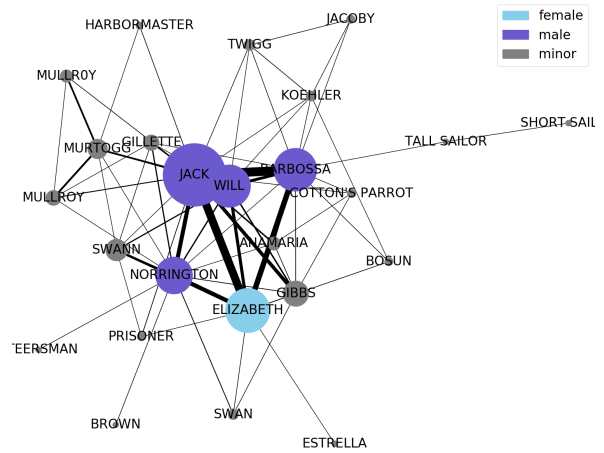 JACOBY
female
HARBORMASTER
male
TWIGG
minor
MULLR0Y
KOEHLER
SHORT SAIL
GILLETTE
TALL SAILOR
MURTOGG
BARBOSSA
JACK
WILL
COTTON'S PARROT
MULLROY
ANAMARIA
SWANN
BOSUN
NORRINGTON
GIBBS
ELIZABETH
PRISONER
EERSMAN
SWAN
BROWN
ESTRELLA